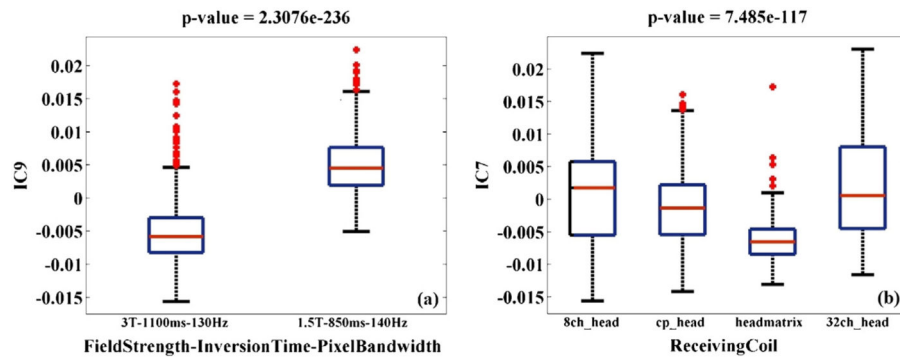 p-value = 2.3076e-236
0.02
0.015
0.01
0.005
0
-0.005
-0.01
-0.015
IC9
(a)
3T-1100ms-130Hz 1.5T-850ms-140Hz
FieldStrength-InversionTime-PixelBandwidth
p-value = 7.485e-117
0.02
0.015
0.01
0.005
0
-0.005
-0.01
-0.015
IC7
(b)
8ch_head cp_head headmatrix 32ch_head
ReceivingCoil